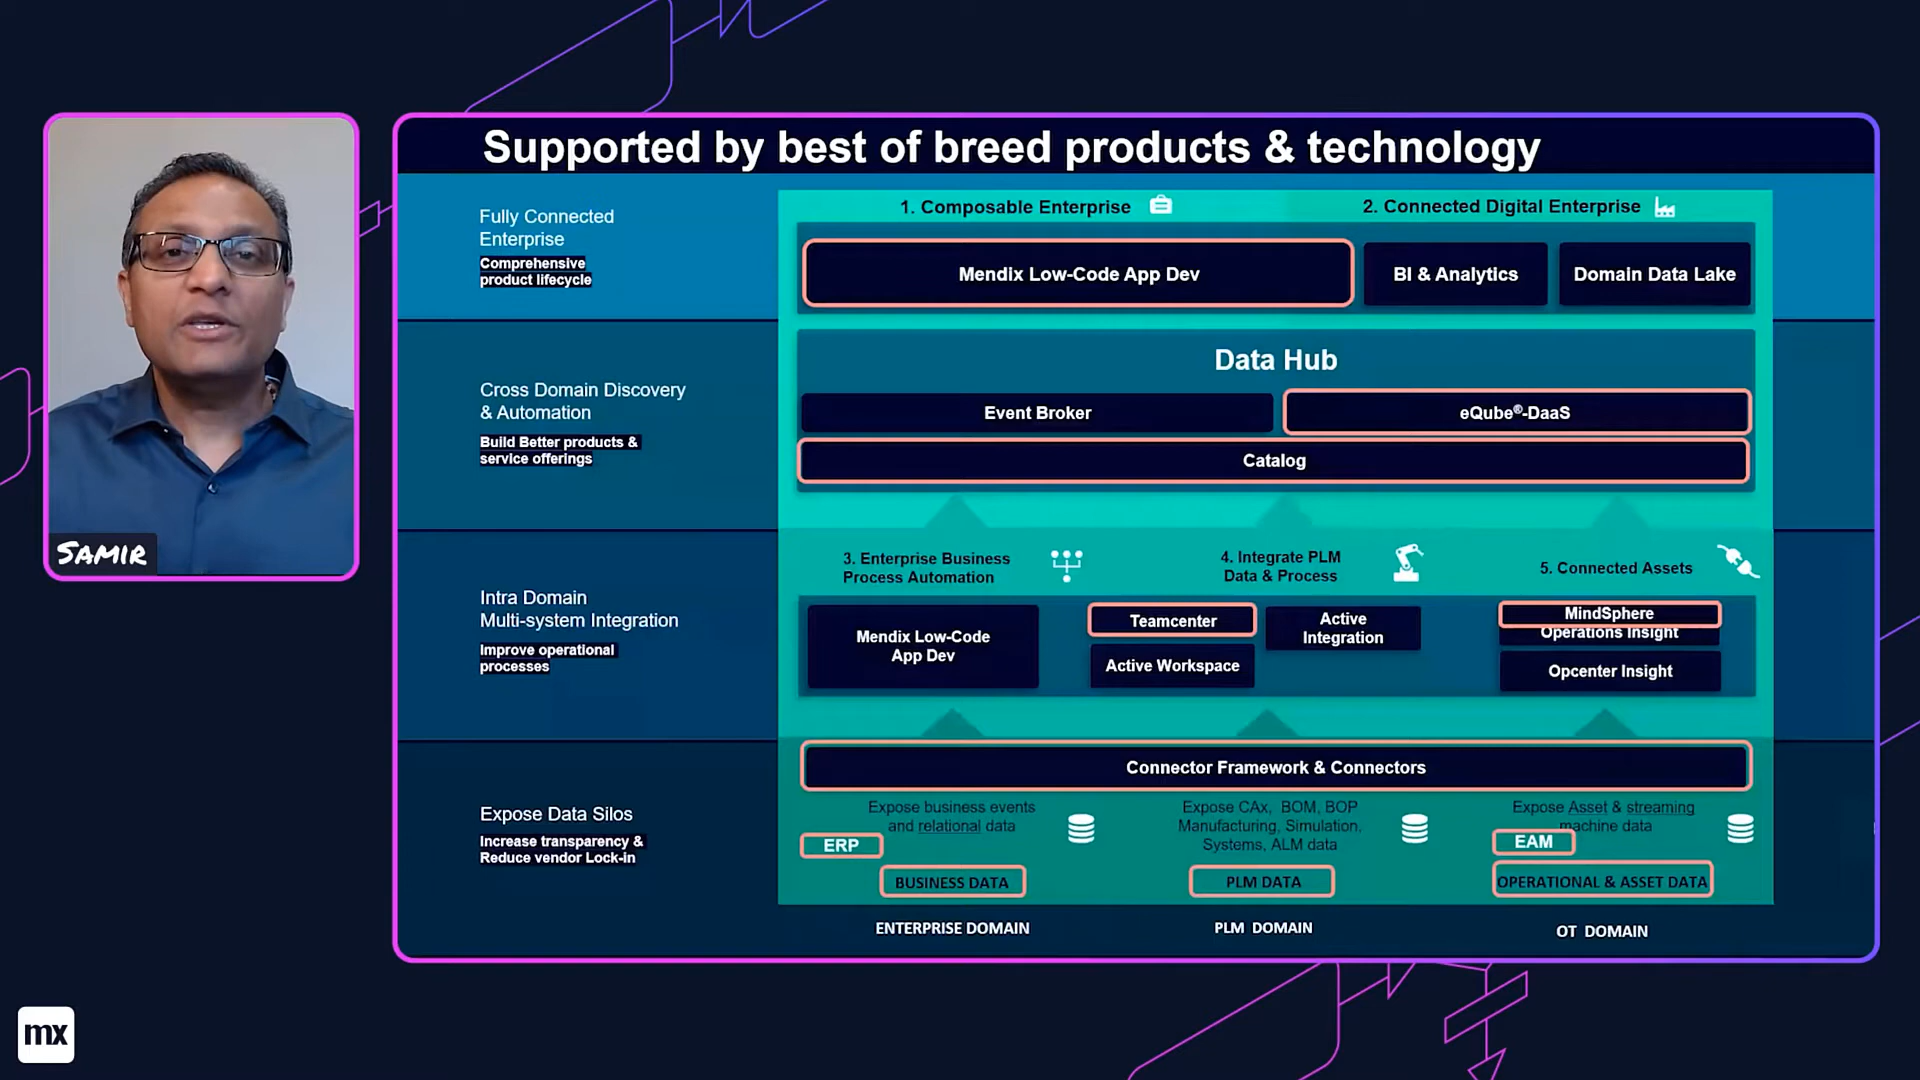 Supported by best of breed products & technology
Fully Connected
Enterprise
Comprehensive
product lifecycle
1. Composable Enterprise
2. Connected Digital Enterprise
Mendix Low-Code App Dev
BI & Analytics
Domain Data Lake
Cross Domain Discovery
& Automation
Build Better products &
service offerings
Data Hub
Event Broker
eQube®-DaaS
Catalog
SAMIR
Intra Domain
Multi-system Integration
Improve operational
processes
3. Enterprise Business
Process Automation
4. Integrate PLM
Data & Process
5. Connected Assets
Mendix Low-Code
App Dev
Teamcenter
Active Workspace
Active
Integration
MindSphere
Operations Insight
Opcenter Insight
Expose Data Silos
Increase transparency &
Reduce vendor Lock-in
Connector Framework & Connectors
Expose business events
and relational data
ERP
BUSINESS DATA
Expose CAx, BOM, BOP
Manufacturing, Simulation,
Systems, ALM data
PLM DATA
Expose Asset & streaming
machine data
EAM
OPERATIONAL & ASSET DATA
ENTERPRISE DOMAIN
PLM DOMAIN
OT DOMAIN
mx